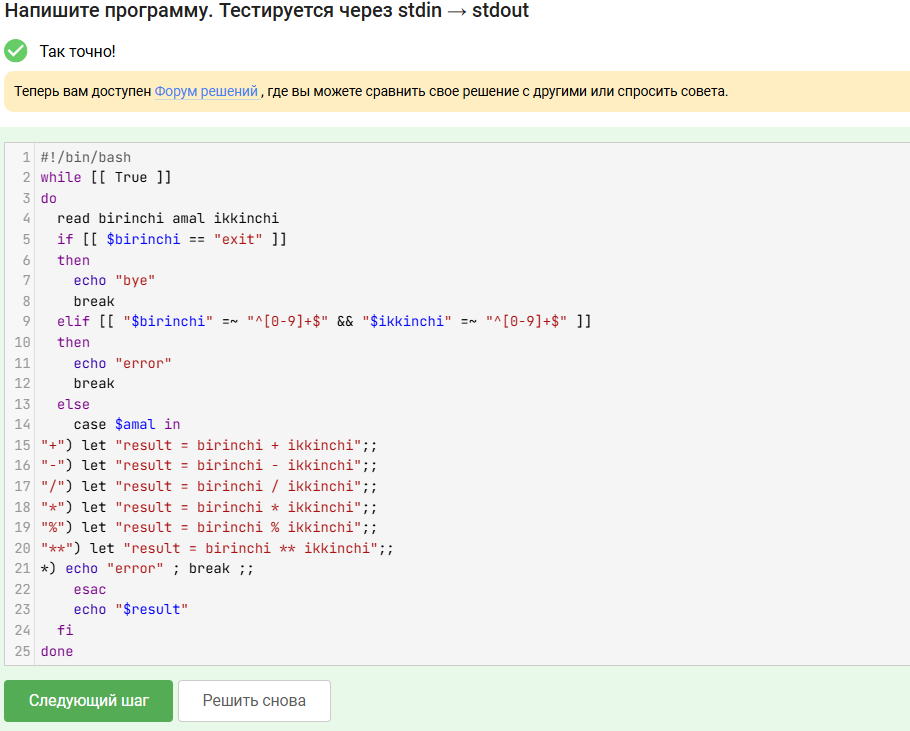 Напишите программу. Тестируется через stdin → stdout
Так точно!
Теперь вам доступен Форум решений, где вы можете сравнить свое решение с другими или спросить совета.
1 #!/bin/bash
2 while [[ True ]]
3 do
4   read birinchi amal ikkinchi
5   if [[ $birinchi == "exit" ]]
6   then
7     echo "bye"
8     break
9   elif [[ "$birinchi" =~ "^[0-9]+$" && "$ikkinchi" =~ "^[0-9]+$" ]]
10   then
11     echo "error"
12     break
13   else
14     case $amal in
15 "+") let "result = birinchi + ikkinchi";;
16 "-") let "result = birinchi - ikkinchi";;
17 "/") let "result = birinchi / ikkinchi";;
18 "*") let "result = birinchi * ikkinchi";;
19 "%") let "result = birinchi % ikkinchi";;
20 "**") let "result = birinchi ** ikkinchi";;
21 *) echo "error" ; break ;;
22     esac
23     echo "$result"
24   fi
25 done
Следующий шаг
Решить снова